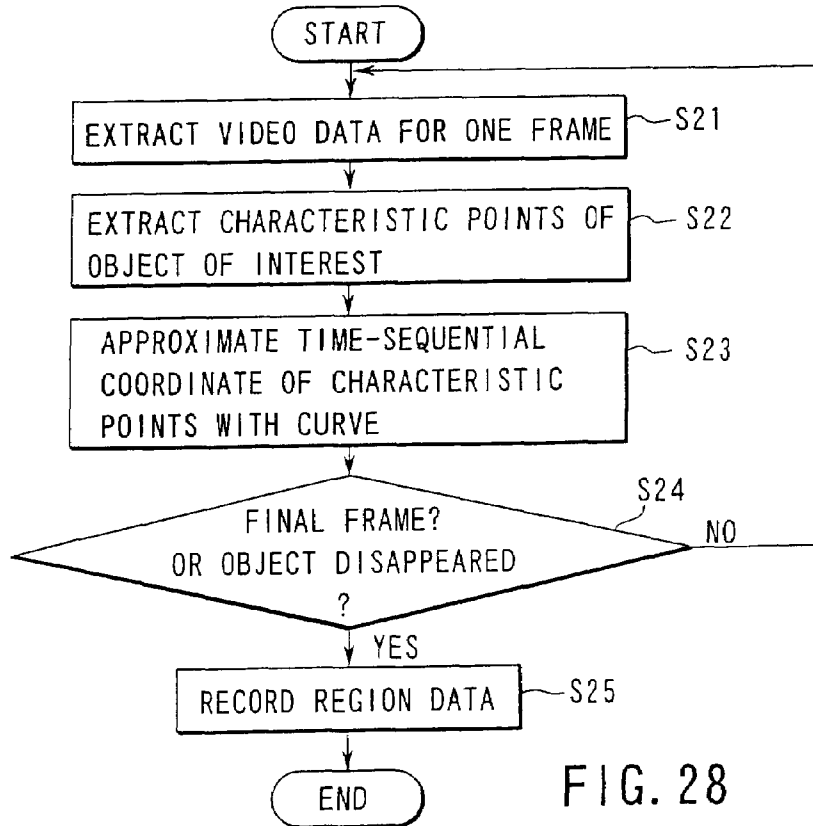 START
EXTRACT VIDEO DATA FOR ONE FRAME
S21
EXTRACT CHARACTERISTIC POINTS OF
OBJECT OF INTEREST
S22
APPROXIMATE TIME-SEQUENTIAL
COORDINATE OF CHARACTERISTIC
POINTS WITH CURVE
S23
FINAL FRAME?
OR OBJECT DISAPPEARED
?
S24
NO
YES
RECORD REGION DATA
S25
END
FIG. 28